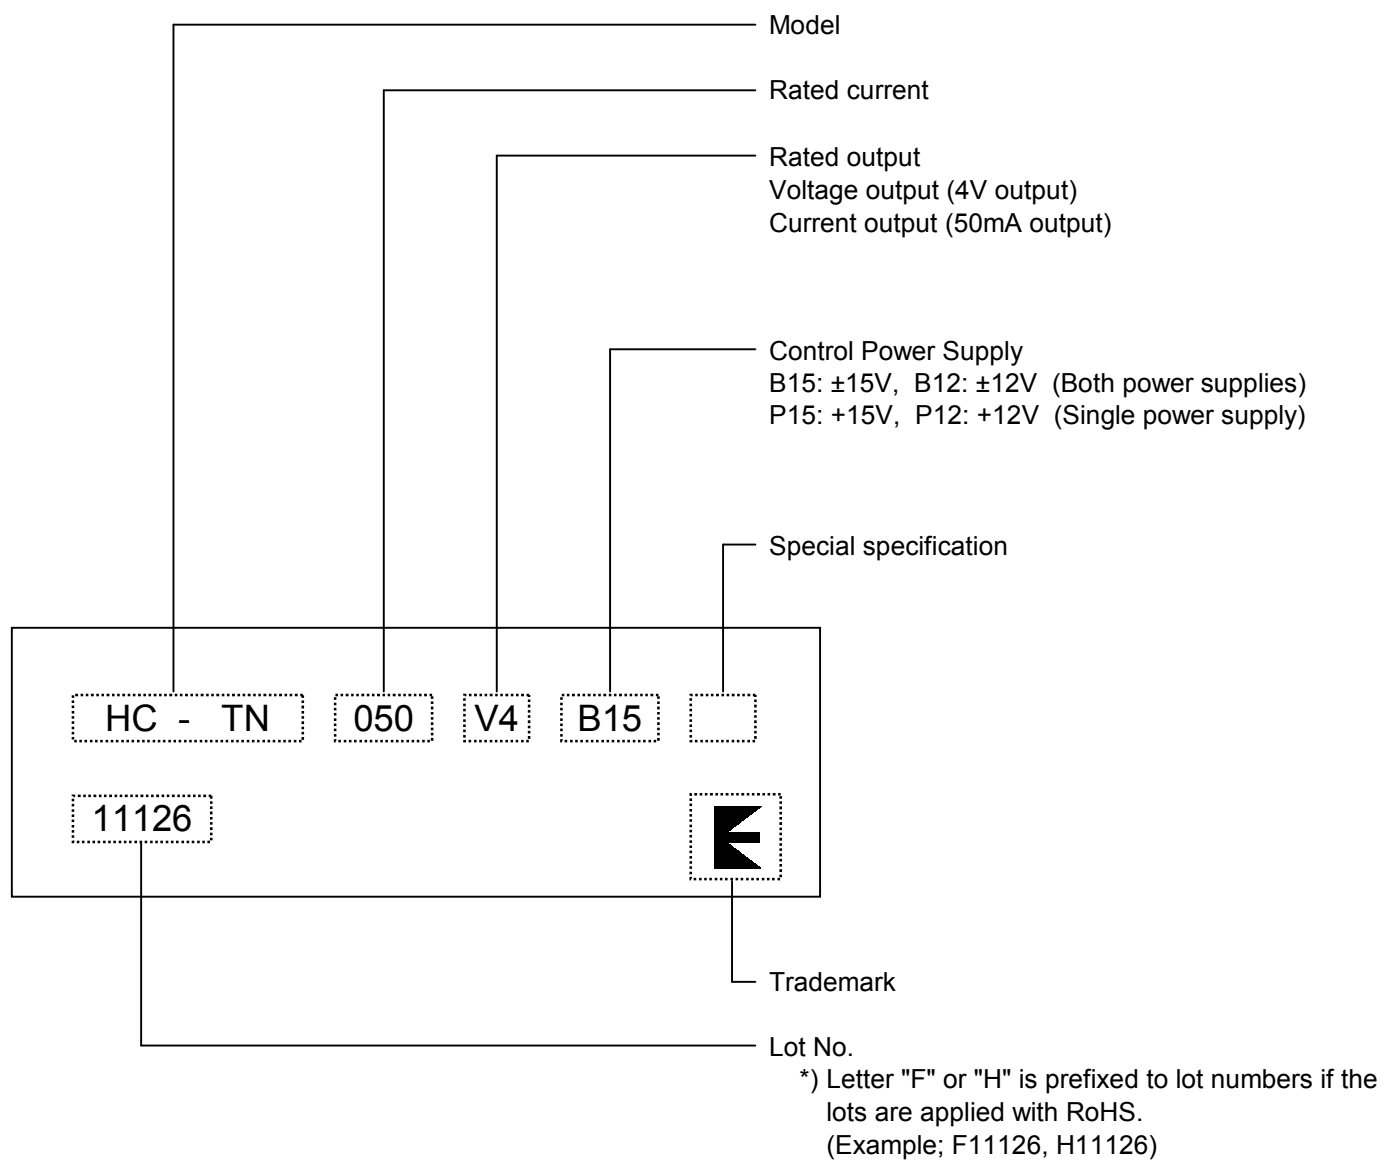 Model
Rated current
Rated output
Voltage output (4V output)
Current output (50mA output)
Control Power Supply
B15: ±15V, B12: ±12V (Both power supplies)
P15: +15V, P12: +12V (Single power supply)
Special specification
HC - TN 050 V4 B15
11126
Trademark
Lot No.
*) Letter "F" or "H" is prefixed to lot numbers if the
lots are applied with RoHS.
(Example; F11126, H11126)